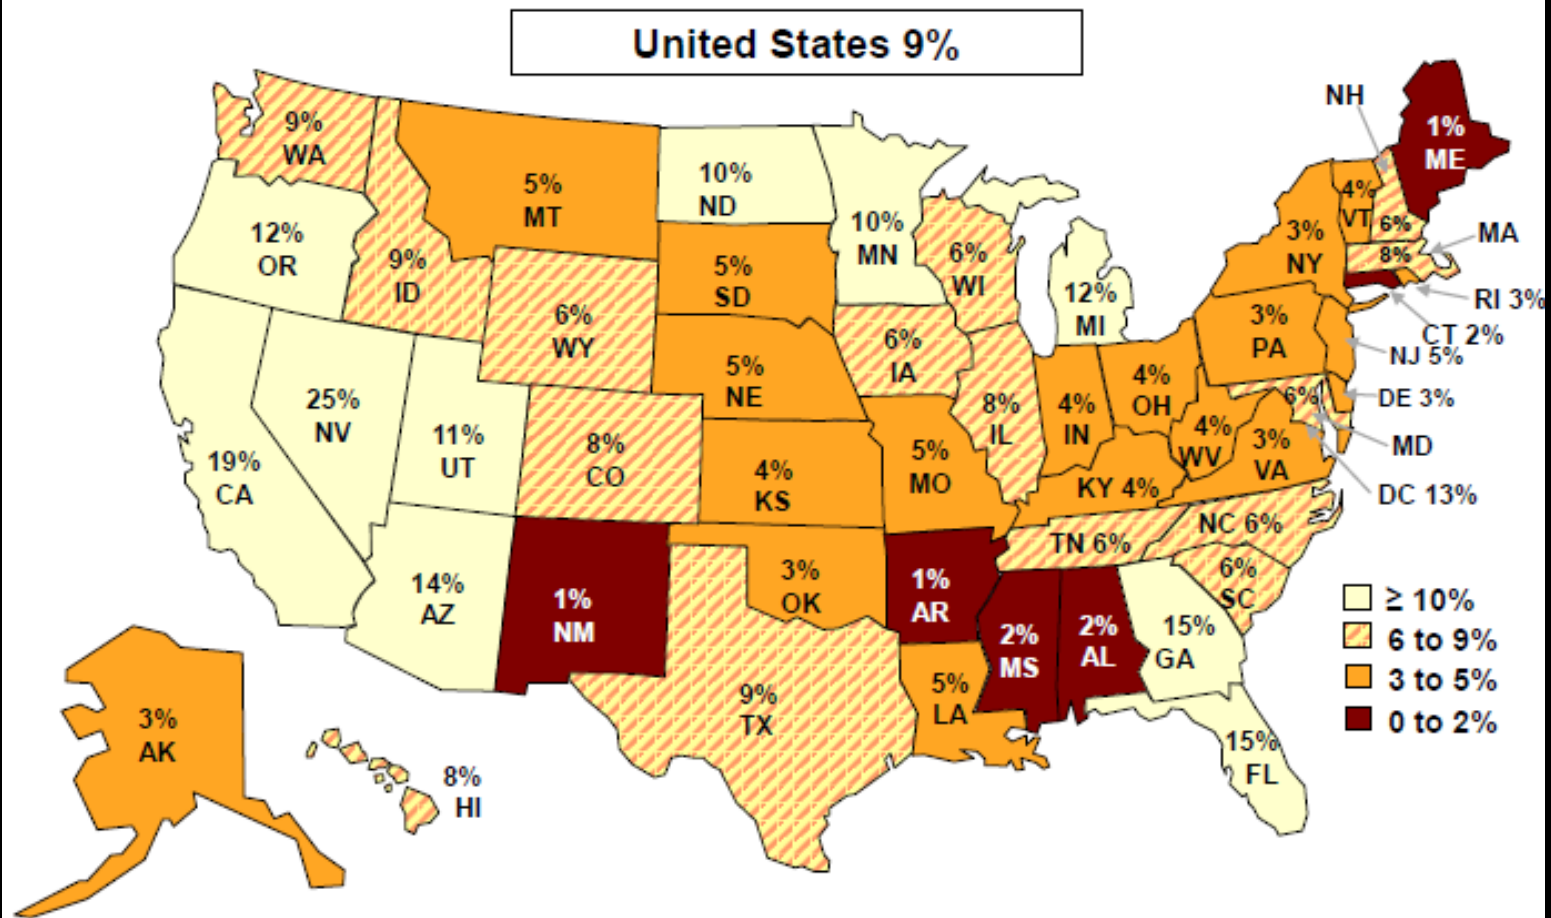 United States 9%
9%
WA
12%
OR
9%
ID
5%
MT
10%
ND
10%
MN
5%
SD
6%
WY
6%
WI
12%
MI
NH
1%
ME
4%
VT
6%
MA
8%
3%
NY
RI 3%
CT 2%
3%
PA
NJ 5%
DE 3%
6%
MD
DC 13%
19%
CA
25%
NV
11%
UT
8%
CO
5%
NE
6%
IA
8%
IL
4%
IN
4%
OH
4%
WV
3%
VA
4%
KS
5%
MO
KY 4%
TN 6%
NC 6%
6%
SC
14%
AZ
1%
NM
3%
OK
1%
AR
2%
MS
2%
AL
15%
GA
9%
TX
5%
LA
15%
FL
3%
AK
8%
HI
≥ 10%
6 to 9%
3 to 5%
0 to 2%